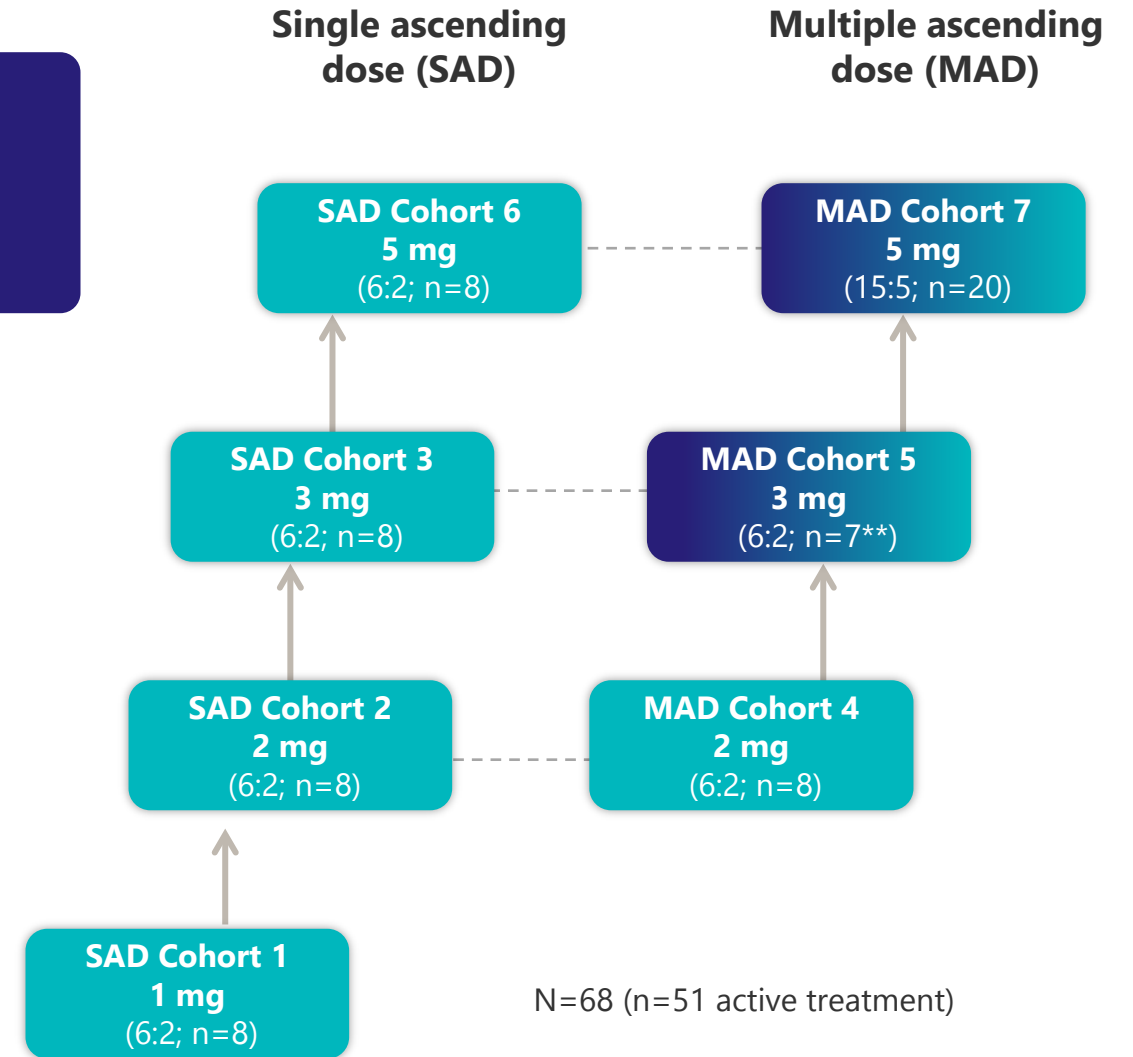 Single ascending
dose (SAD)
Multiple ascending
dose (MAD)
SAD Cohort 6
5 mg
(6:2; n=8)
MAD Cohort 7
5 mg
(15:5; n=20)
SAD Cohort 3
3 mg
(6:2; n=8)
MAD Cohort 5
3 mg
(6:2; n=7**)
SAD Cohort 2
2 mg
(6:2; n=8)
MAD Cohort 4
2 mg
(6:2; n=8)
SAD Cohort 1
1 mg
(6:2; n=8)
N=68 (n=51 active treatment)